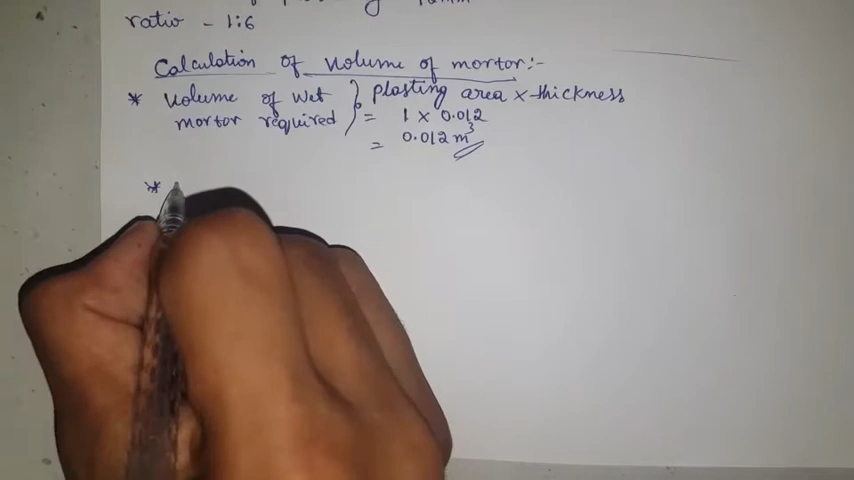 ratio - 1:6
Calculation of volume of mortor:-
* Volume of Wet } plasting area x thickness
mortor required = 1 x 0.012
= 0.012 m³
*